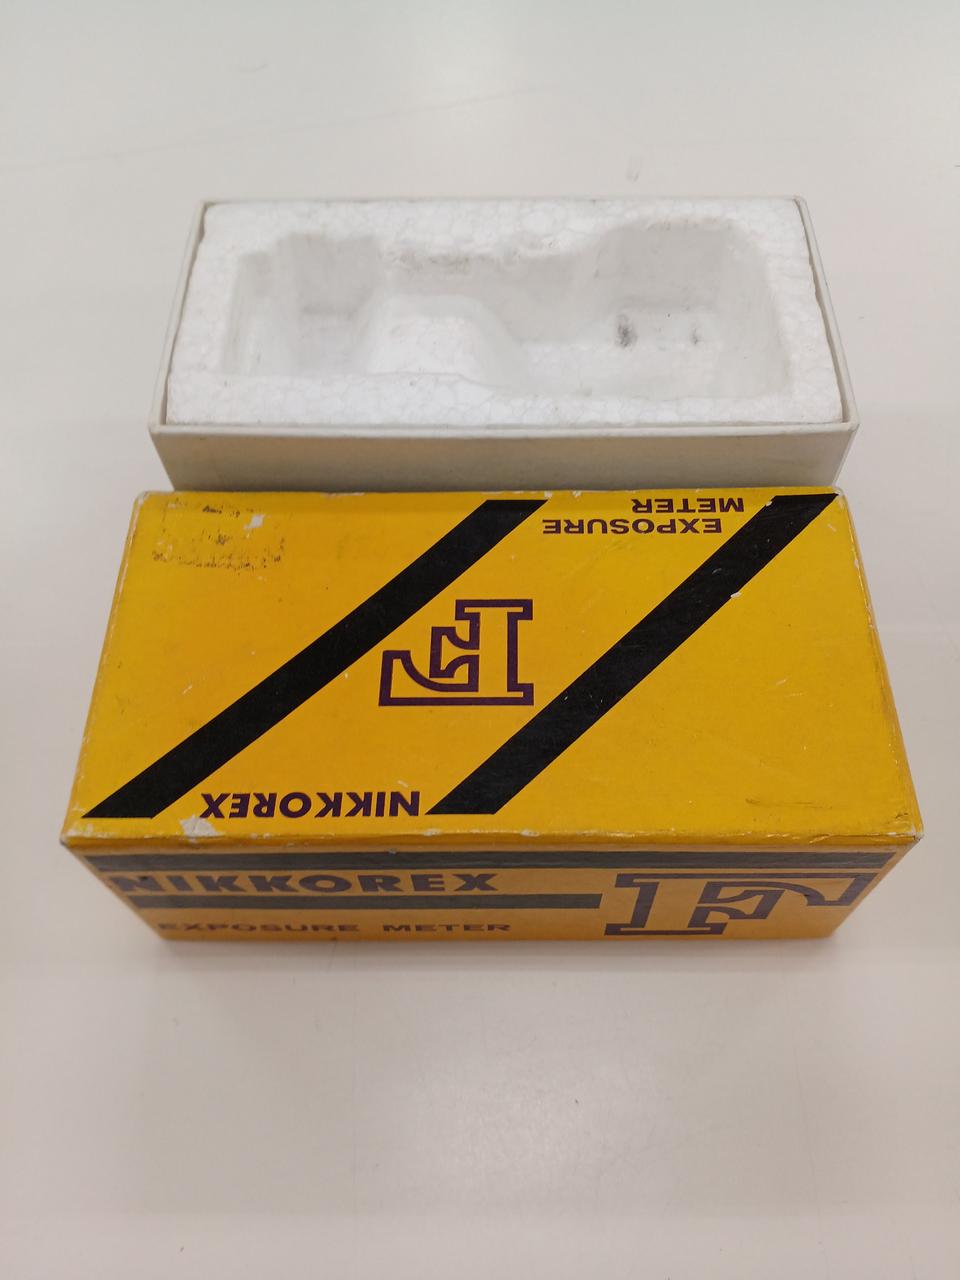 EXPOSURE
METER
F
NIKKOREX
NIKKOREX
F
EXPOSURE METER